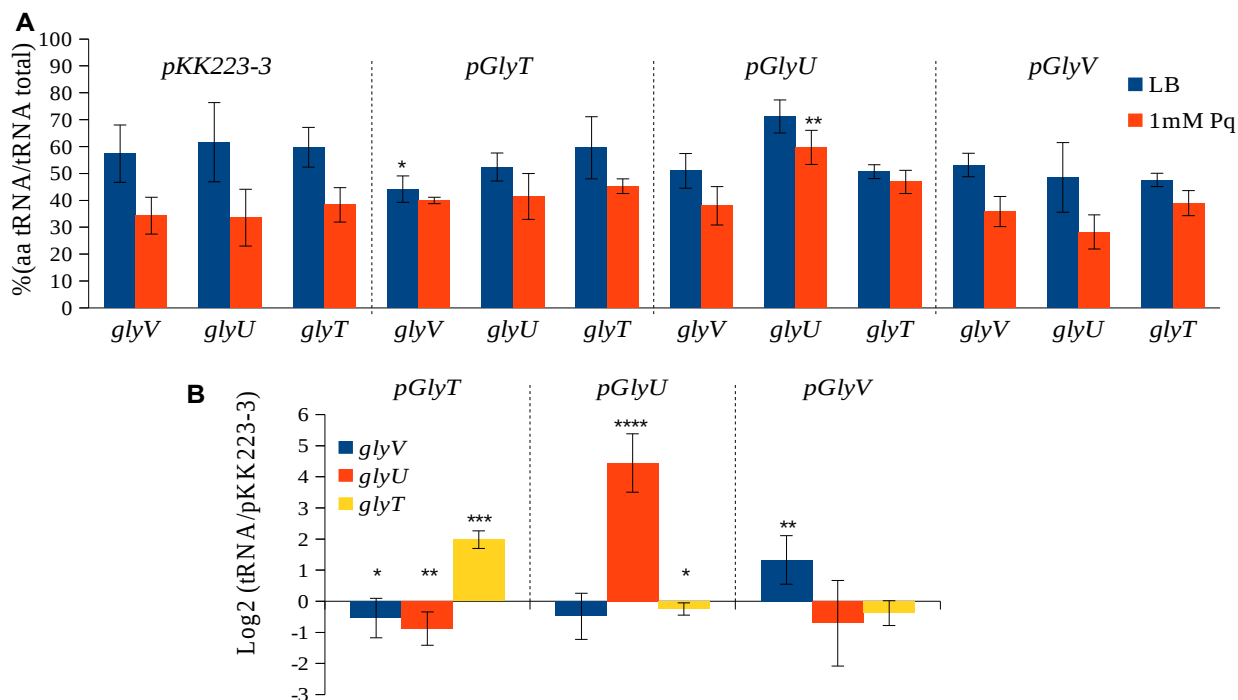 A
%(aa tRNA/tRNA total)
100
90
80
70
60
50
40
30
20
10
0
pKK223-3
pGlyT
pGlyU
pGlyV
LB
1mM Pq
*
**
glyV
glyU
glyT
glyV
glyU
glyT
glyV
glyU
glyT
glyV
glyU
glyT
B
Log2 (tRNA/pKK223-3)
pGlyT
pGlyU
pGlyV
6
5
4
3
2
1
0
-1
-2
-3
glyV
glyU
glyT
*
**
***
****
*
**